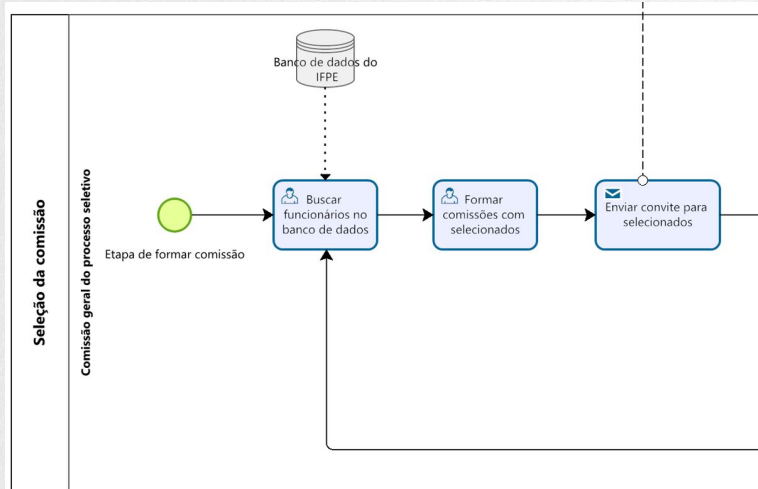 Seleção da comissão
Comissão geral do processo seletivo
Banco de dados do
IFPE
Etapa de formar comissão
Buscar
funcionários no
banco de dados
Formar
comissões com
selecionados
Enviar convite para
selecionados